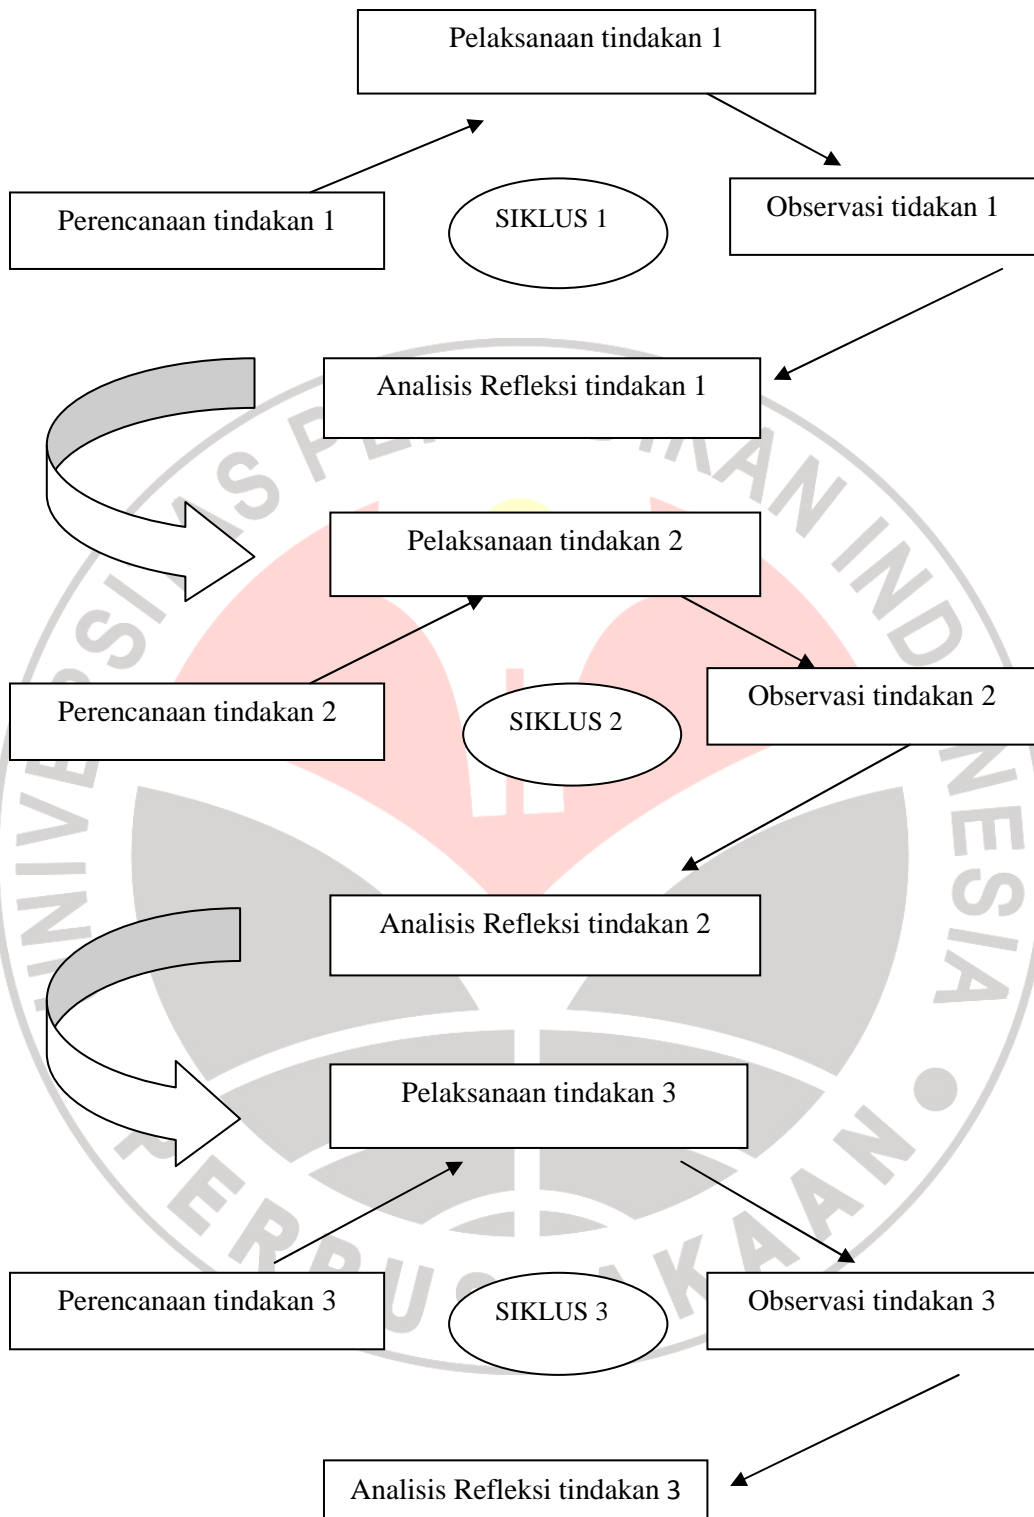 Pelaksanaan tindakan 1
Perencanaan tindakan 1
SIKLUS 1
Observasi tidakan 1
Analisis Refleksi tindakan 1
Pelaksanaan tindakan 2
Perencanaan tindakan 2
SIKLUS 2
Observasi tindakan 2
Analisis Refleksi tindakan 2
Pelaksanaan tindakan 3
Perencanaan tindakan 3
SIKLUS 3
Observasi tindakan 3
Analisis Refleksi tindakan 3
INDONESIA